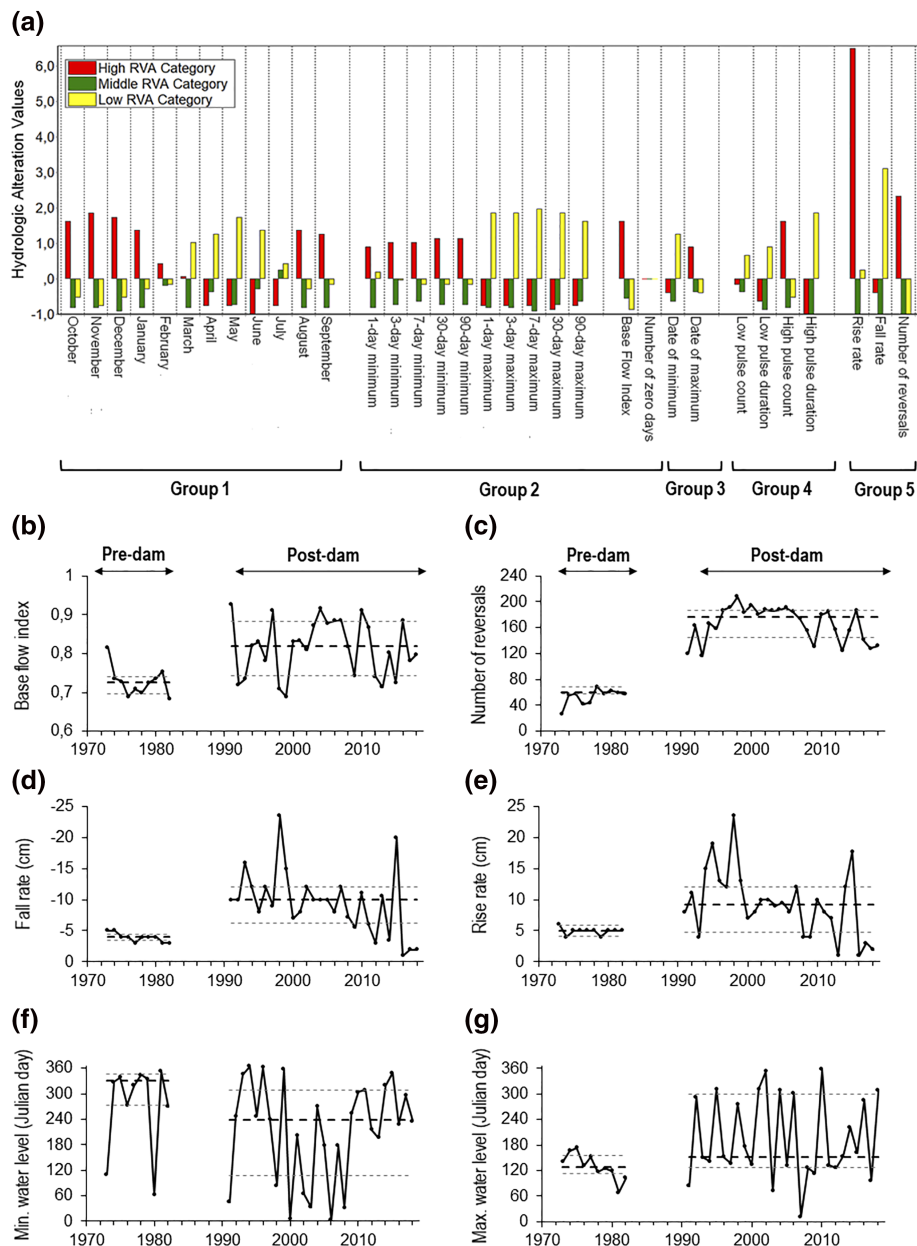 (a)
Hydrologic Alteration Values
6,0
5,0
4,0
3,0
2,0
1,0
,0
-1,0
High RVA Category
Middle RVA Category
Low RVA Category
October
November
December
January
February
March
April
May
June
July
August
September
1-day minimum
3-day minimum
7-day minimum
30-day minimum
90-day minimum
1-day maximum
3-day maximum
7-day maximum
30-day maximum
90-day maximum
Base Flow Index
Number of zero days
Date of minimum
Date of maximum
Low pulse count
Low pulse duration
High pulse count
High pulse duration
Rise rate
Fall rate
Number of reversals
Group 1
Group 2
Group 3
Group 4
Group 5
(b)
Pre-dam
Post-dam
Base flow index
1
0,9
0,8
0,7
0,6
1970
1980
1990
2000
2010
(c)
Pre-dam
Post-dam
Number of reversals
240
200
160
120
80
40
0
1970
1980
1990
2000
2010
(d)
Fall rate (cm)
-25
-20
-15
-10
-5
0
1970
1980
1990
2000
2010
(e)
Rise rate (cm)
25
20
15
10
5
0
1970
1980
1990
2000
2010
(f)
Min. water level (Julian day)
360
300
240
180
120
60
0
1970
1980
1990
2000
2010
(g)
Max. water level (Julian day)
360
300
240
180
120
60
0
1970
1980
1990
2000
2010